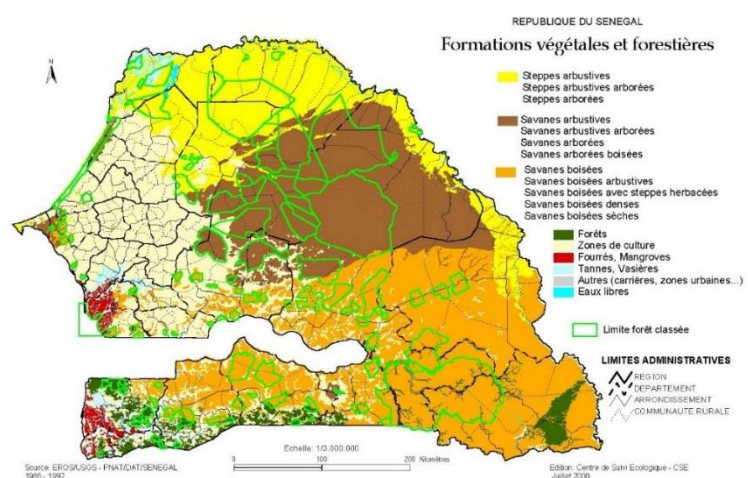 REPUBLIQUE DU SENEGAL
Formations végétales et forestières
N
Steppes arbustives
Steppes arbustives arborées
Steppes arborées
Savanes arbustives
Savanes arbustives arborées
Savanes arborées
Savanes arborées boisées
Savanes boisées
Savanes boisées arbustives
Savanes boisées avec steppes herbacées
Savanes boisées denses
Savanes boisées sèches
Forêts
Zones de culture
Fourrés, Mangroves
Tannes, Vasières
Autres (carrières, zones urbaines...)
Eaux libres
Limite forêt classée
LIMITES ADMINISTRATIVES
REGION
DEPARTEMENT
ARRONDISSEMENT
COMMUNAUTE RURALE
Echelle: 1/3 000 000
0 100 200 Kilomètres
Source: EROS/USGS - PNAT/DAT/SENEGAL
1986 - 1992
Edition: Centre de Suivi Ecologique - CSE
Juillet 2000